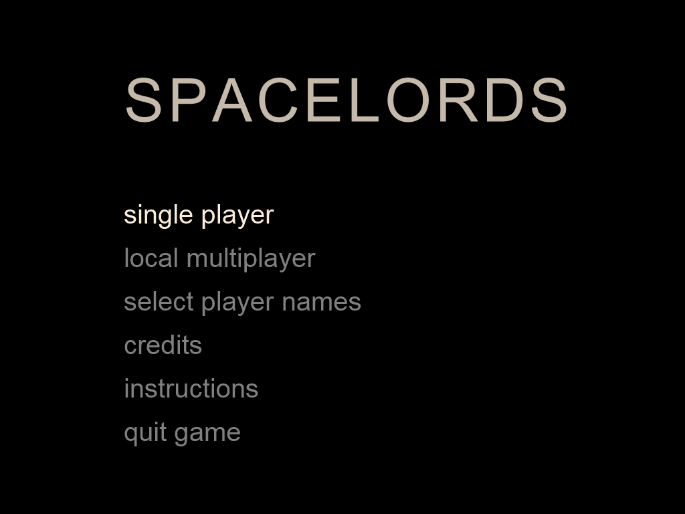 SPACELORDS
single player
local multiplayer
select player names
credits
instructions
quit game